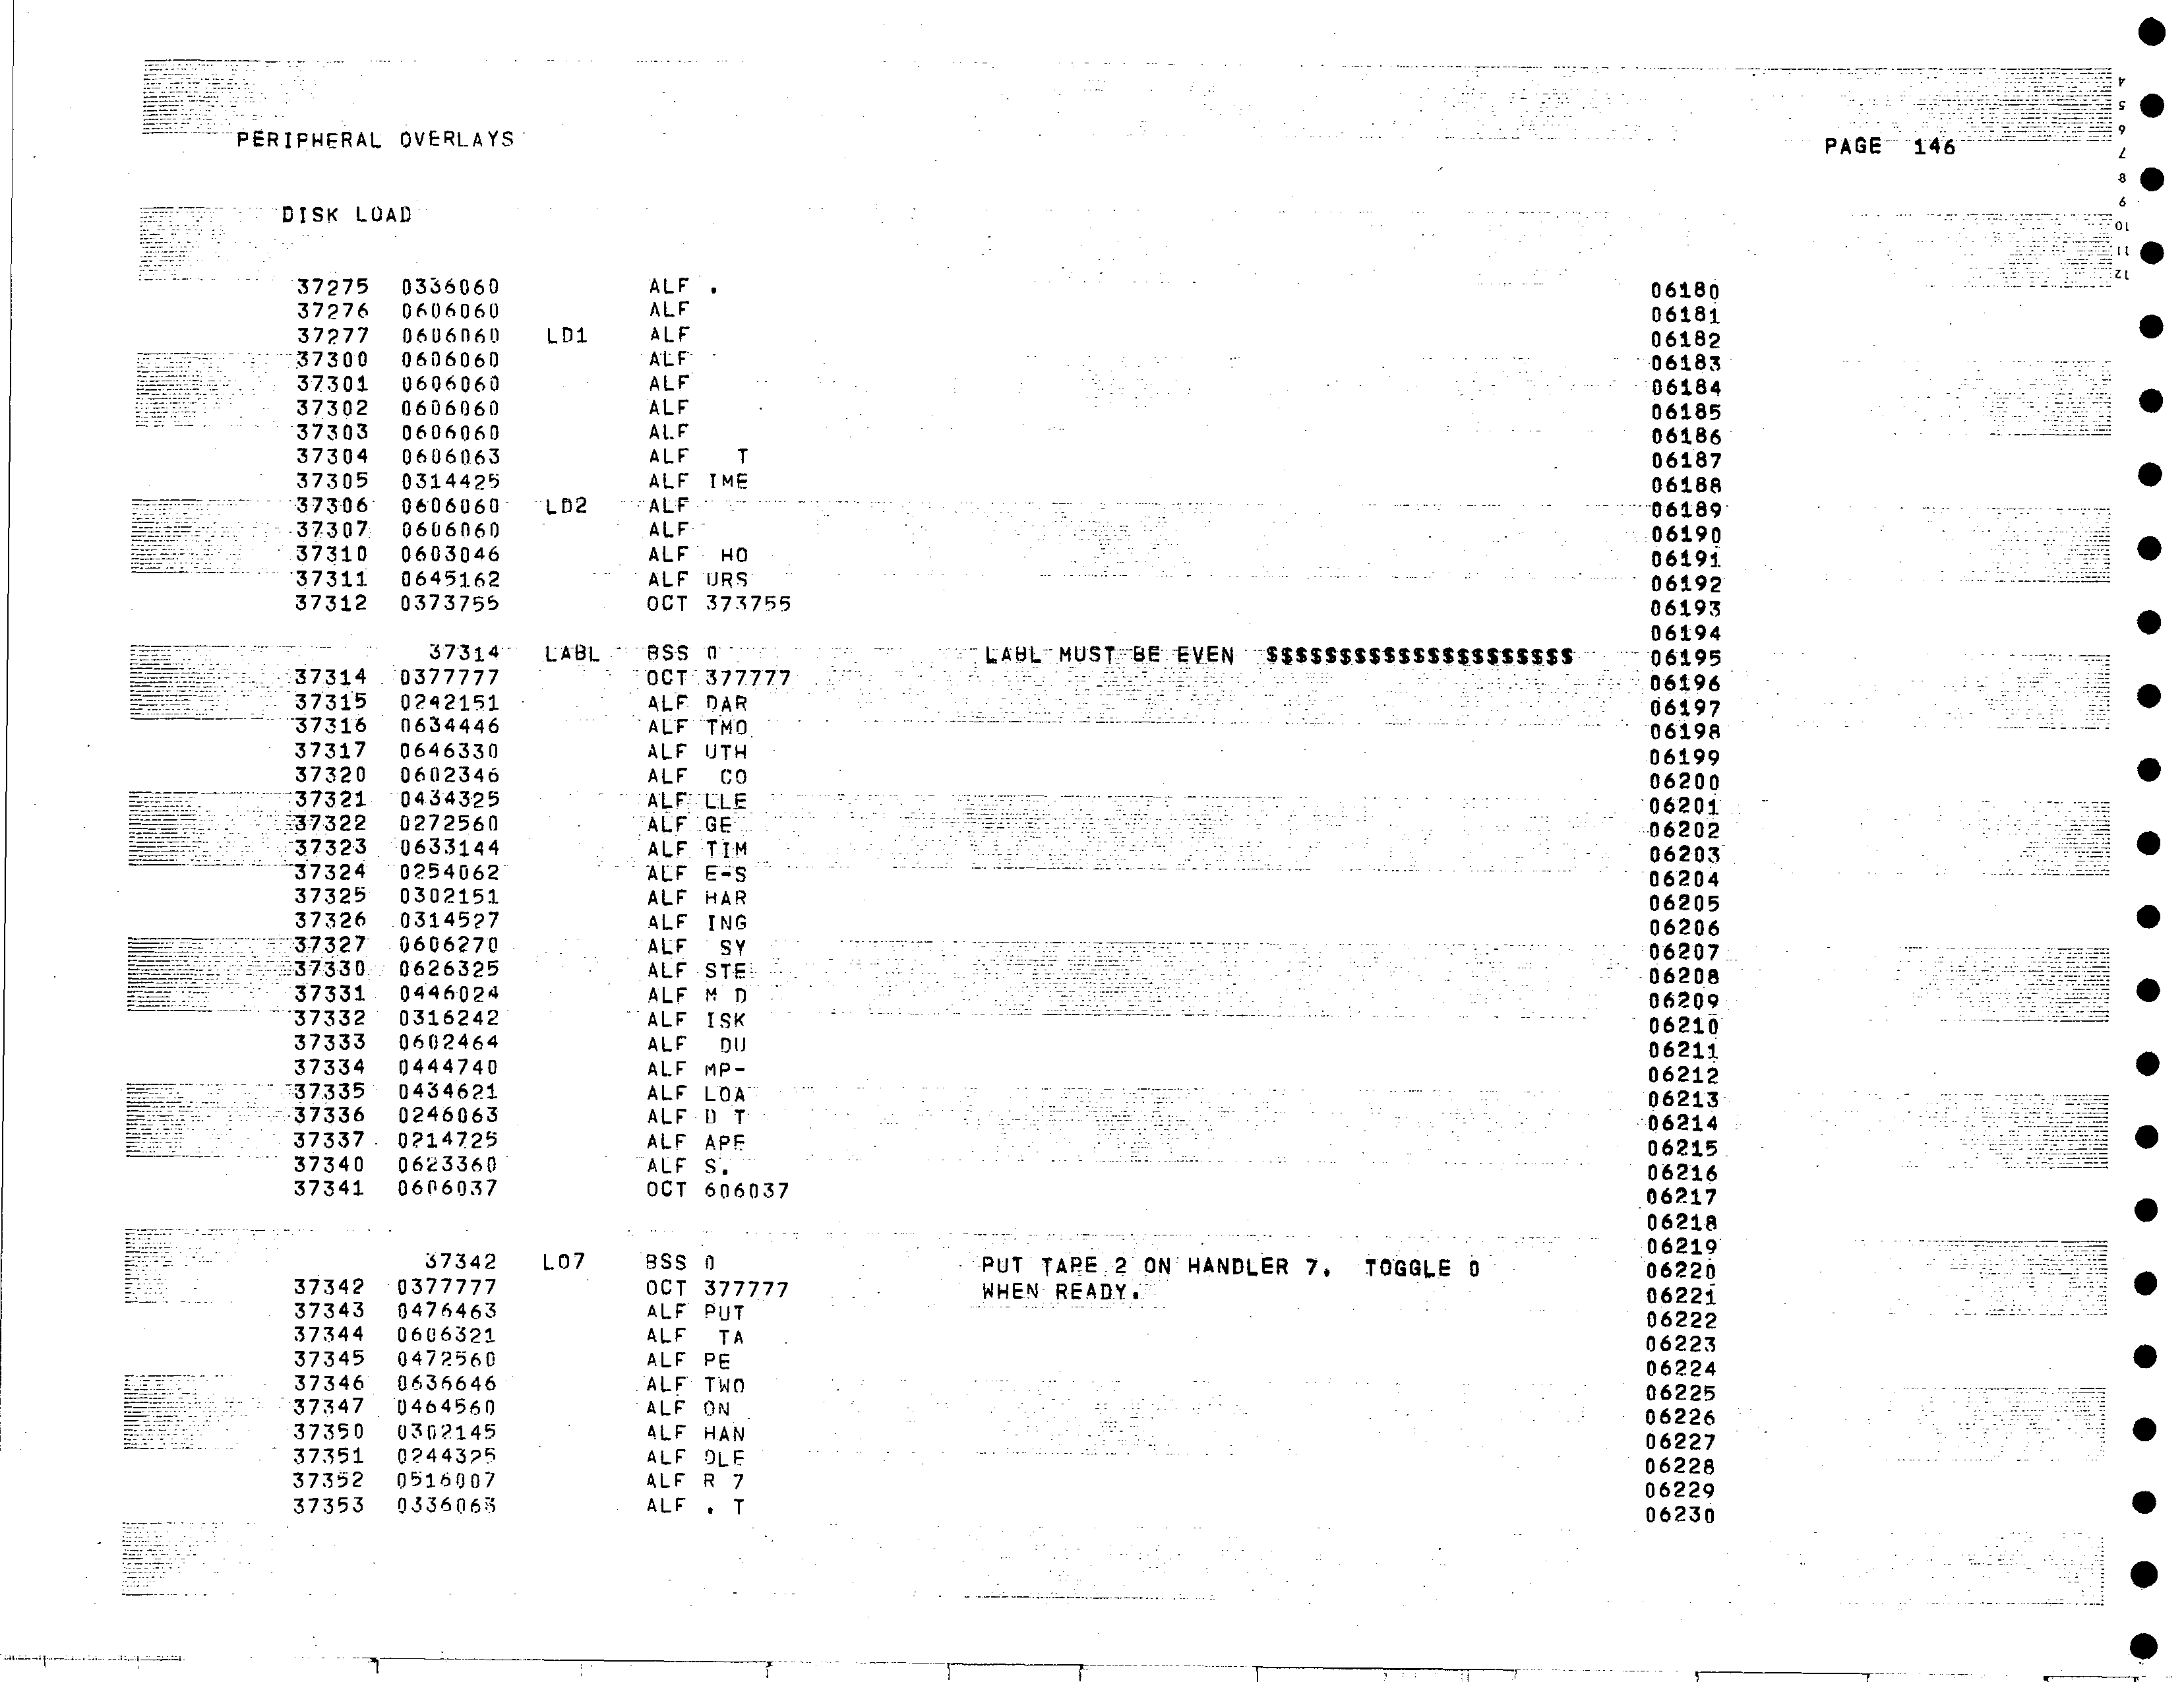 PERIPHERAL OVERLAYS PAGE 146
DISK LOAD
37275 0336060 ALF . 06180
37276 0606060 ALF 06181
37277 0606060 LD1 ALF 06182
37300 0606060 ALF 06183
37301 0606060 ALF 06184
37302 0606060 ALF 06185
37303 0606060 ALF 06186
37304 0606063 ALF   T 06187
37305 0314425 ALF IME 06188
37306 0606060 LD2 ALF 06189
37307 0606060 ALF 06190
37310 0603046 ALF  HO 06191
37311 0645162 ALF URS 06192
37312 0373755 OCT 373755 06193
06194
37314 LABL BSS 0 LABL MUST BE EVEN $$$$$$$$$$$$$$$$$$$$$ 06195
37314 0377777 OCT 377777 06196
37315 0242151 ALF DAR 06197
37316 0634446 ALF TMO 06198
37317 0646330 ALF UTH 06199
37320 0602346 ALF  CO 06200
37321 0434325 ALF LLE 06201
37322 0272560 ALF GE 06202
37323 0633144 ALF TIM 06203
37324 0254062 ALF E-S 06204
37325 0302151 ALF HAR 06205
37326 0314527 ALF ING 06206
37327 0606270 ALF  SY 06207
37330 0626325 ALF STE 06208
37331 0446024 ALF M D 06209
37332 0316242 ALF ISK 06210
37333 0602464 ALF  DU 06211
37334 0444740 ALF MP- 06212
37335 0434621 ALF LOA 06213
37336 0246063 ALF D T 06214
37337 0214725 ALF APE 06215
37340 0623360 ALF S. 06216
37341 0606037 OCT 606037 06217
06218
37342 LO7 BSS 0 PUT TAPE 2 ON HANDLER 7. TOGGLE 0 06219
37342 0377777 OCT 377777 WHEN READY. 06220
37343 0476463 ALF PUT 06221
37344 0606321 ALF  TA 06222
37345 0472560 ALF PE 06223
37346 0636646 ALF TWO 06224
37347 0464560 ALF ON 06225
37350 0302145 ALF HAN 06226
37351 0244325 ALF DLE 06227
37352 0516007 ALF R 7 06228
37353 0336063 ALF . T 06229
06230
4
5
6
7
8
9
10
11
12